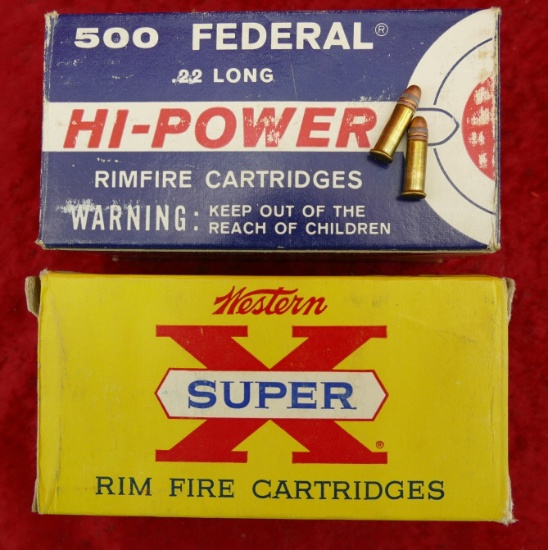 500 FEDERAL®
.22 LONG
HI-POWER
RIMFIRE CARTRIDGES
WARNING: KEEP OUT OF THE
REACH OF CHILDREN
Western
X
SUPER
®
RIM FIRE CARTRIDGES